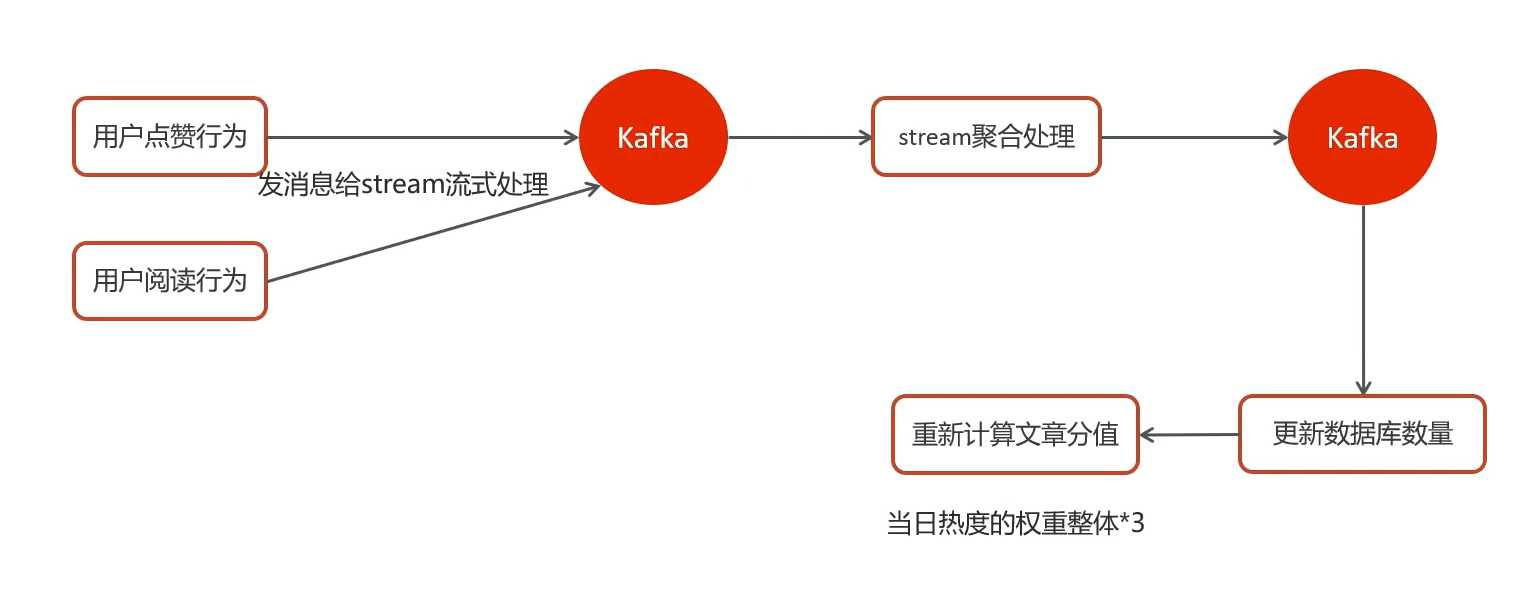 用户点赞行为
Kafka
stream聚合处理
Kafka
发消息给stream流式处理
用户阅读行为
重新计算文章分值
更新数据库数量
当日热度的权重整体*3